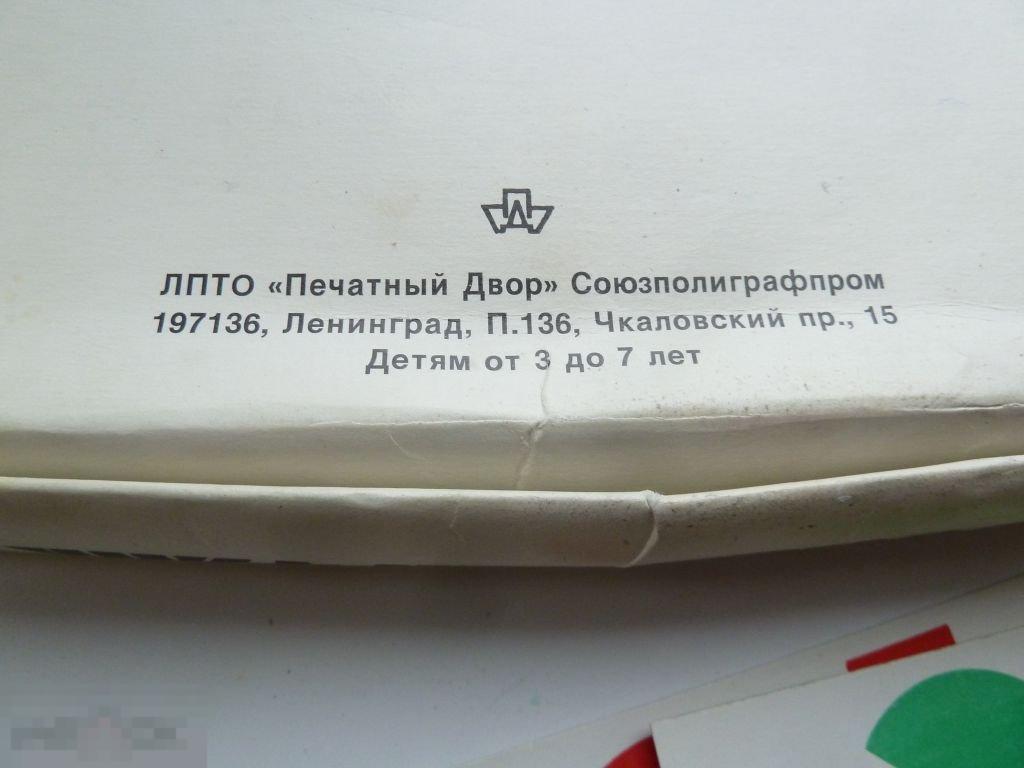 ЛПТО «Печатный Двор» Союзполиграфпром
197136, Ленинград, П.136, Чкаловский пр., 15
Детям от 3 до 7 лет